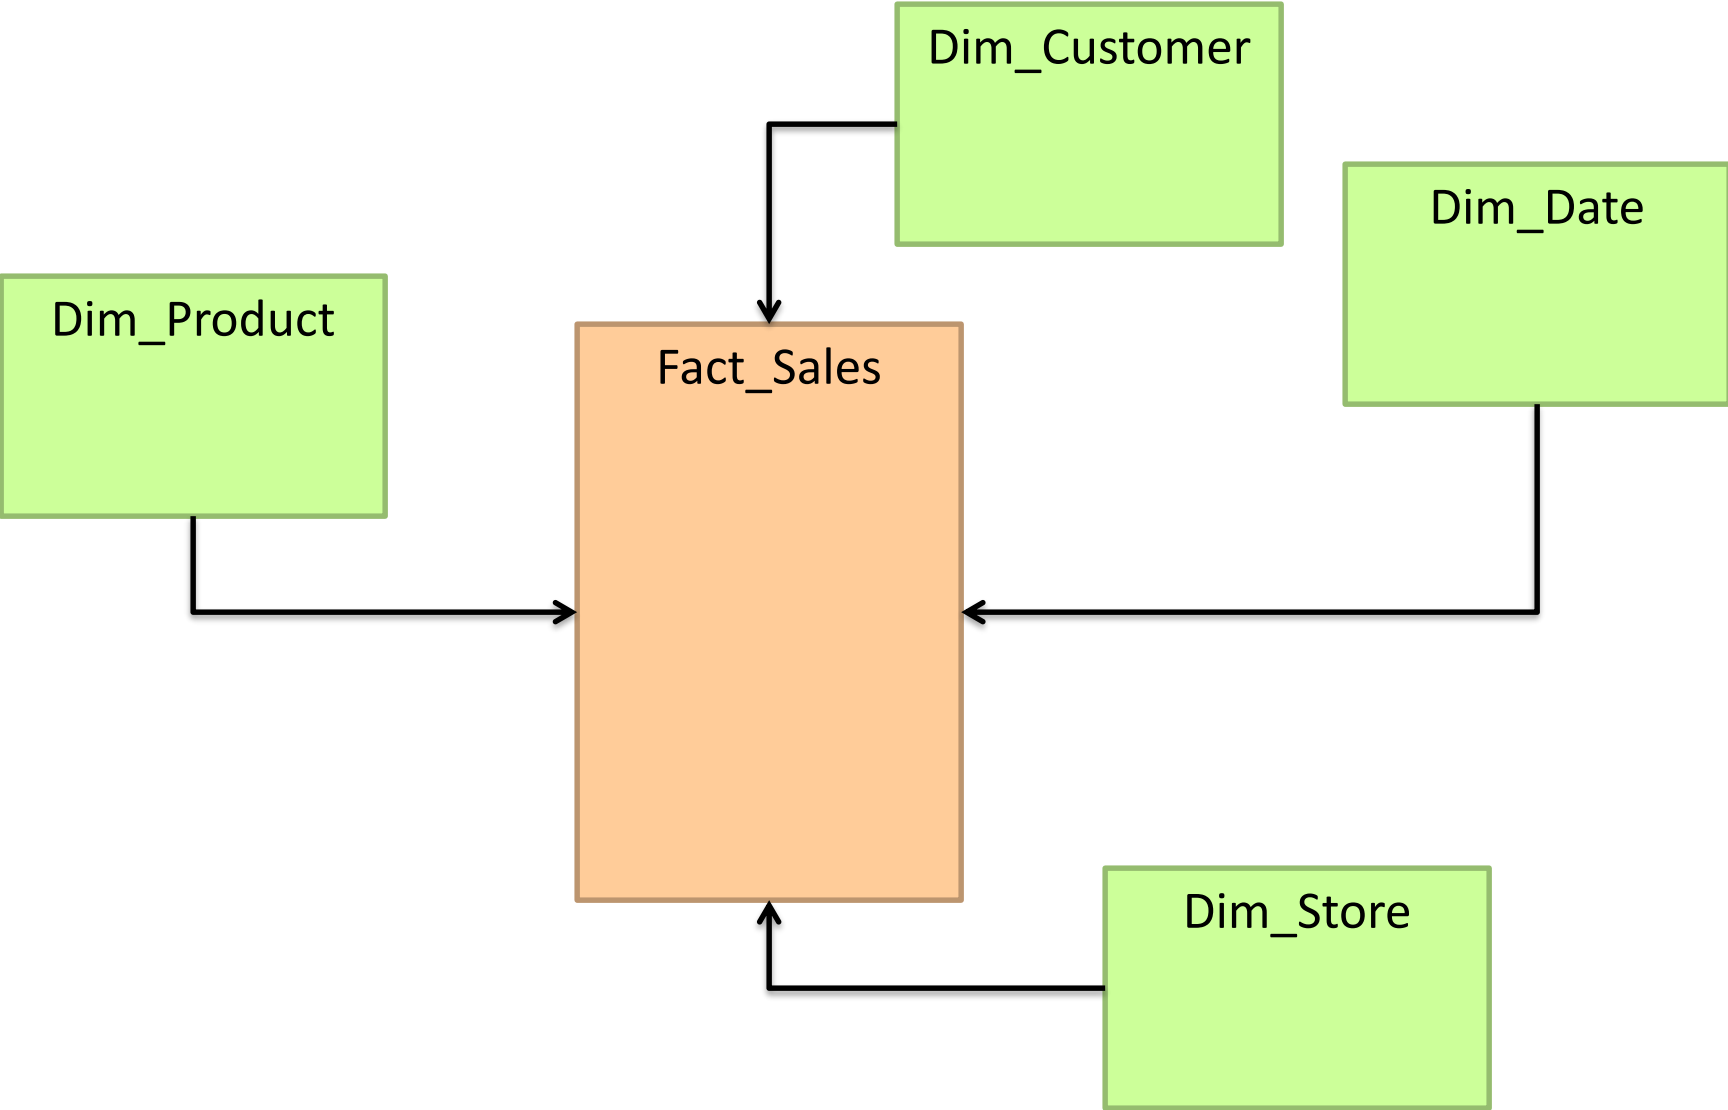 Dim_Customer
Dim_Date
Dim_Product
Fact_Sales
Dim_Store